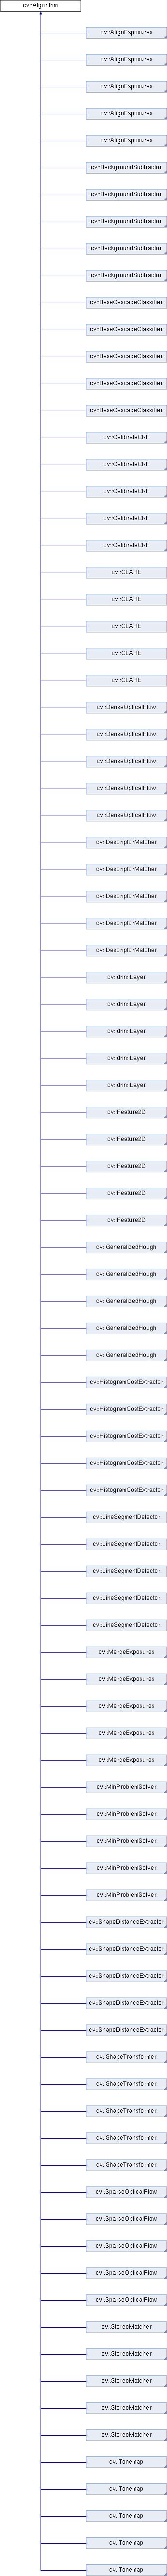 cv::Algorithm
cv::AlignExposures
cv::AlignExposures
cv::AlignExposures
cv::AlignExposures
cv::AlignExposures
cv::BackgroundSubtractor
cv::BackgroundSubtractor
cv::BackgroundSubtractor
cv::BackgroundSubtractor
cv::BackgroundSubtractor
cv::BaseCascadeClassifier
cv::BaseCascadeClassifier
cv::BaseCascadeClassifier
cv::BaseCascadeClassifier
cv::BaseCascadeClassifier
cv::CalibrateCRF
cv::CalibrateCRF
cv::CalibrateCRF
cv::CalibrateCRF
cv::CalibrateCRF
cv::CLAHE
cv::CLAHE
cv::CLAHE
cv::CLAHE
cv::CLAHE
cv::DenseOpticalFlow
cv::DenseOpticalFlow
cv::DenseOpticalFlow
cv::DenseOpticalFlow
cv::DenseOpticalFlow
cv::DescriptorMatcher
cv::DescriptorMatcher
cv::DescriptorMatcher
cv::DescriptorMatcher
cv::DescriptorMatcher
cv::dnn::Layer
cv::dnn::Layer
cv::dnn::Layer
cv::dnn::Layer
cv::dnn::Layer
cv::Feature2D
cv::Feature2D
cv::Feature2D
cv::Feature2D
cv::Feature2D
cv::GeneralizedHough
cv::GeneralizedHough
cv::GeneralizedHough
cv::GeneralizedHough
cv::GeneralizedHough
cv::HistogramCostExtractor
cv::HistogramCostExtractor
cv::HistogramCostExtractor
cv::HistogramCostExtractor
cv::HistogramCostExtractor
cv::LineSegmentDetector
cv::LineSegmentDetector
cv::LineSegmentDetector
cv::LineSegmentDetector
cv::LineSegmentDetector
cv::MergeExposures
cv::MergeExposures
cv::MergeExposures
cv::MergeExposures
cv::MergeExposures
cv::MinProblemSolver
cv::MinProblemSolver
cv::MinProblemSolver
cv::MinProblemSolver
cv::MinProblemSolver
cv::ShapeDistanceExtractor
cv::ShapeDistanceExtractor
cv::ShapeDistanceExtractor
cv::ShapeDistanceExtractor
cv::ShapeDistanceExtractor
cv::ShapeTransformer
cv::ShapeTransformer
cv::ShapeTransformer
cv::ShapeTransformer
cv::ShapeTransformer
cv::SparseOpticalFlow
cv::SparseOpticalFlow
cv::SparseOpticalFlow
cv::SparseOpticalFlow
cv::SparseOpticalFlow
cv::StereoMatcher
cv::StereoMatcher
cv::StereoMatcher
cv::StereoMatcher
cv::StereoMatcher
cv::Tonemap
cv::Tonemap
cv::Tonemap
cv::Tonemap
cv::Tonemap